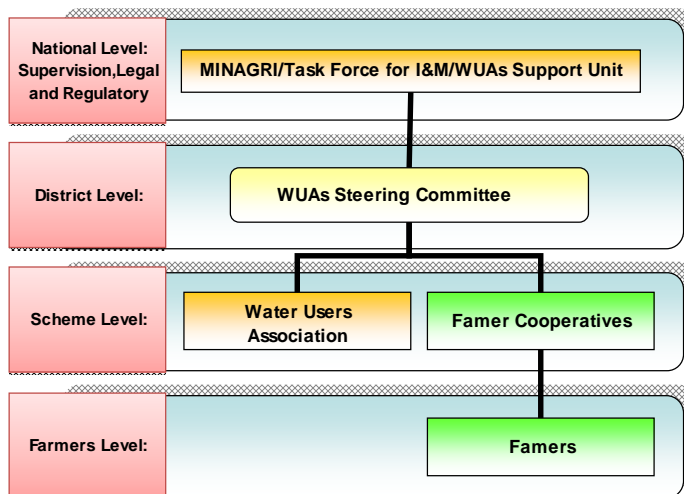 National Level:
Supervision,Legal
and Regulatory
MINAGRI/Task Force for I&M/WUAs Support Unit
District Level:
WUAs Steering Committee
Scheme Level:
Water Users
Association
Famer Cooperatives
Farmers Level:
Famers